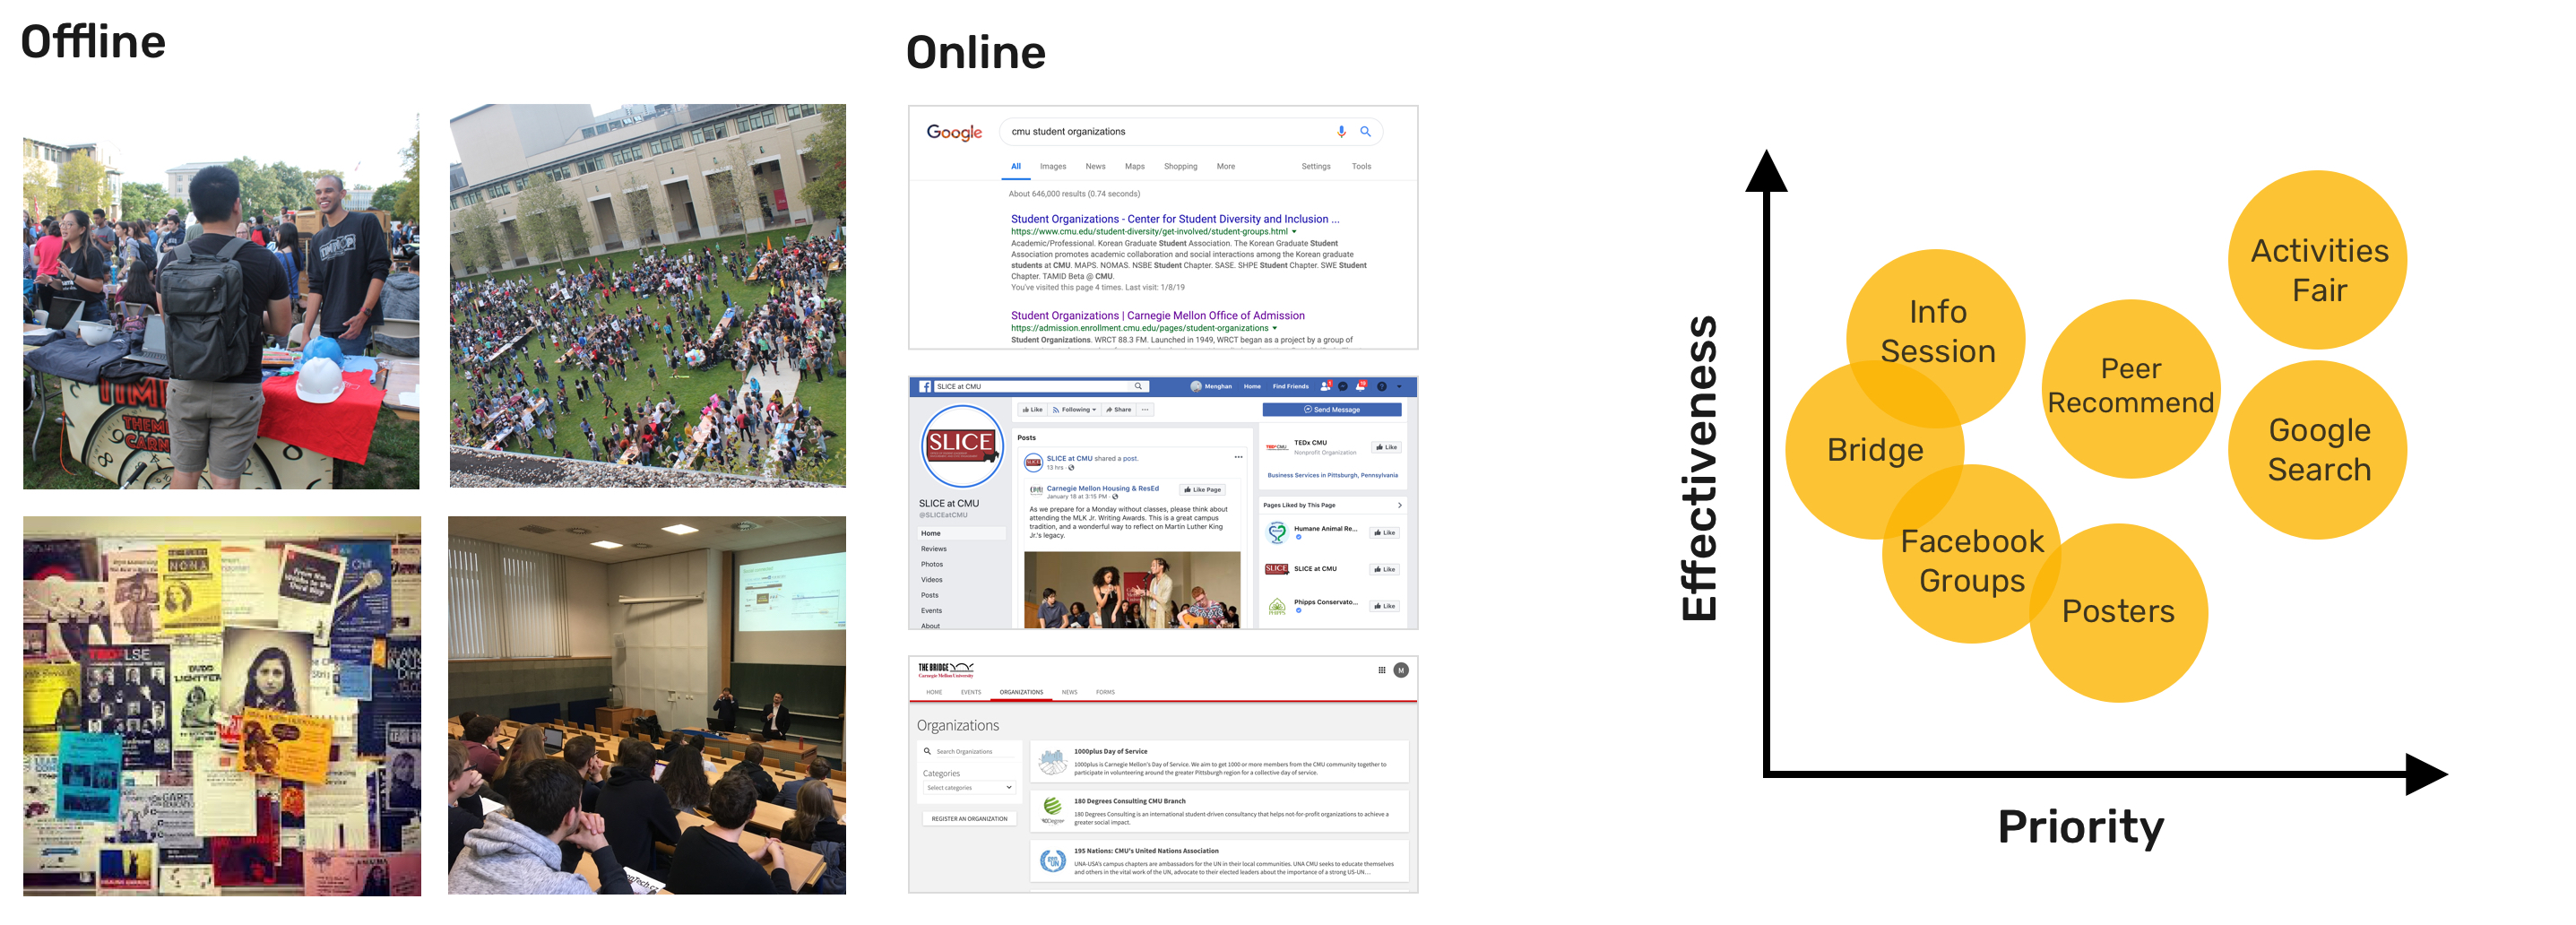 Offline
TIMP
THEM
CARN
NONA
From the
Windows to the
Third Boy
Chill
TEDxLSE
Online
Google
cmu student organizations
All Images News Maps Shopping More Settings Tools
About 646,000 results (0.74 seconds)
Student Organizations - Center for Student Diversity and Inclusion ...
https://www.cmu.edu/student-diversity/get-involved/student-groups.html
Academic/Professional. Korean Graduate Student Association. The Korean Graduate Student
Association promotes academic collaboration and social interactions among the Korean graduate
students at CMU. MAPS. NOMAS. NSBE Student Chapter. SASE. SHPE Student Chapter. SWE Student
Chapter. TAMID Beta @ CMU.
You've visited this page 4 times. Last visit: 1/8/19
Student Organizations | Carnegie Mellon Office of Admission
https://admission.enrollment.cmu.edu/pages/student-organizations
Student Organizations. WRCT 88.3 FM. Launched in 1949, WRCT began as a project by a group of
SLICE at CMU
Menghan Home Find Friends
Like Following Share ...
Send Message
SLICE
SLICE at CMU
@SLICEatCMU
Home
Reviews
Photos
Videos
Posts
Events
About
Posts
SLICE at CMU shared a post.
13 hrs
Carnegie Mellon Housing & ResEd
January 18 at 3:15 PM
Like Page
As we prepare for a Monday without classes, please think about
attending the MLK Jr. Writing Awards. This is a great campus
tradition, and a wonderful way to reflect on Martin Luther King
Jr.'s legacy.
TEDxCMU
TEDx CMU
Nonprofit Organization
Like
Business Services in Pittsburgh, Pennsylvania
Pages Liked by This Page
Humane Animal Re...
Like
SLICE
SLICE at CMU
Like
Phipps Conservato...
Like
THE BRIDGE
Carnegie Mellon University
M
HOME EVENTS ORGANIZATIONS NEWS FORMS
Organizations
Search Organizations
Categories
Select categories
REGISTER AN ORGANIZATION
1000plus Day of Service
1000plus is Carnegie Mellon's Day of Service. We aim to get 1000 or more members from the CMU community together to
participate in volunteering around the greater Pittsburgh region for a collective day of service.
180 Degrees Consulting CMU Branch
180 Degrees Consulting is an international student-driven consultancy that helps not-for-profit organizations to achieve a
greater social impact.
195 Nations: CMU's United Nations Association
UNA-USA's campus chapters are ambassadors for the UN in their local communities. UNA CMU seeks to educate themselves
and others in the vital work of the UN, advocate to their elected leaders about the importance of a strong US-UN...
Effectiveness
Activities
Fair
Info
Session
Peer
Recommend
Google
Search
Bridge
Facebook
Groups
Posters
Priority